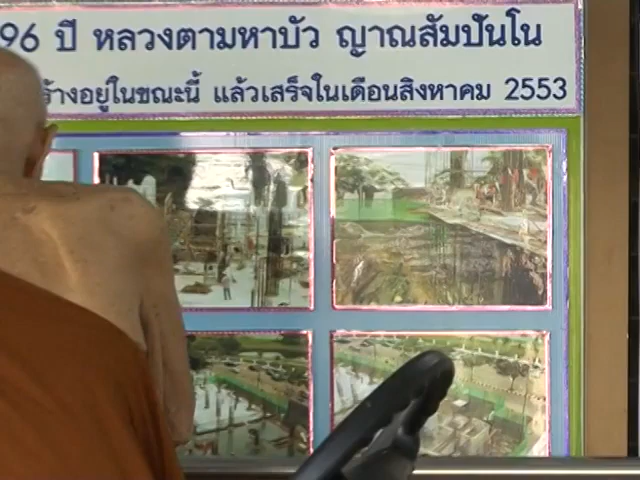 96 ปี หลวงตามหาบัว ญาณสัมปันโน
ร้างอยู่ในขณะนี้ แล้วเสร็จในเดือนสิงหาคม 2553